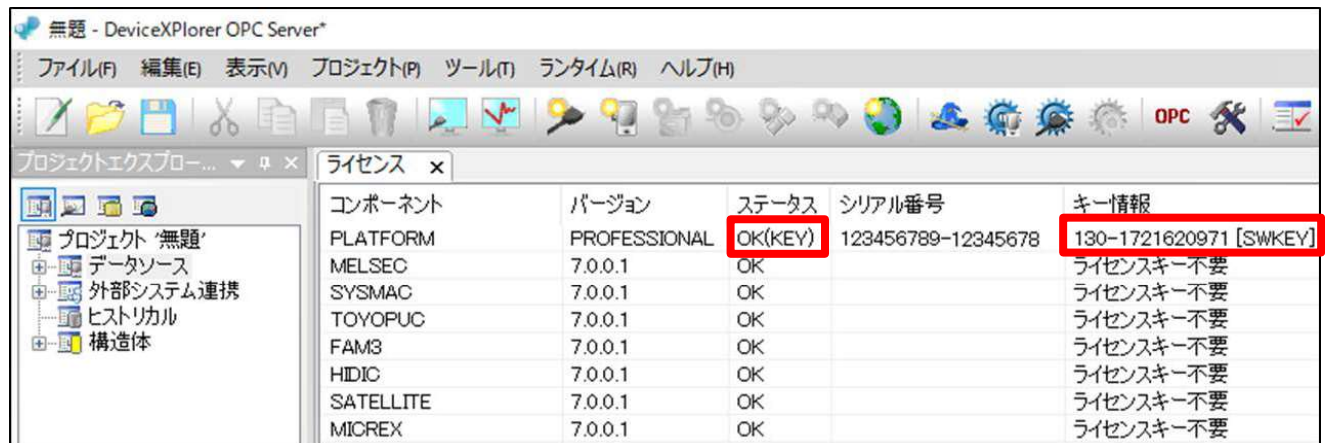 無題 - DeviceXPlorer OPC Server*
ファイル(F) 編集(E) 表示(V) プロジェクト(P) ツール(T) ランタイム(R) ヘルプ(H)
OPC
プロジェクトエクスプロー... ライセンス x
コンポーネント バージョン ステータス シリアル番号 キー情報
プロジェクト '無題' PLATFORM PROFESSIONAL OK(KEY) 123456789-12345678 130-1721620971 [SWKEY]
データソース MELSEC 7.0.0.1 OK ライセンスキー不要
外部システム連携 SYSMAC 7.0.0.1 OK ライセンスキー不要
ヒストリカル TOYOPUC 7.0.0.1 OK ライセンスキー不要
構造体 FAM3 7.0.0.1 OK ライセンスキー不要
HIDIC 7.0.0.1 OK ライセンスキー不要
SATELLITE 7.0.0.1 OK ライセンスキー不要
MICREX 7.0.0.1 OK ライセンスキー不要